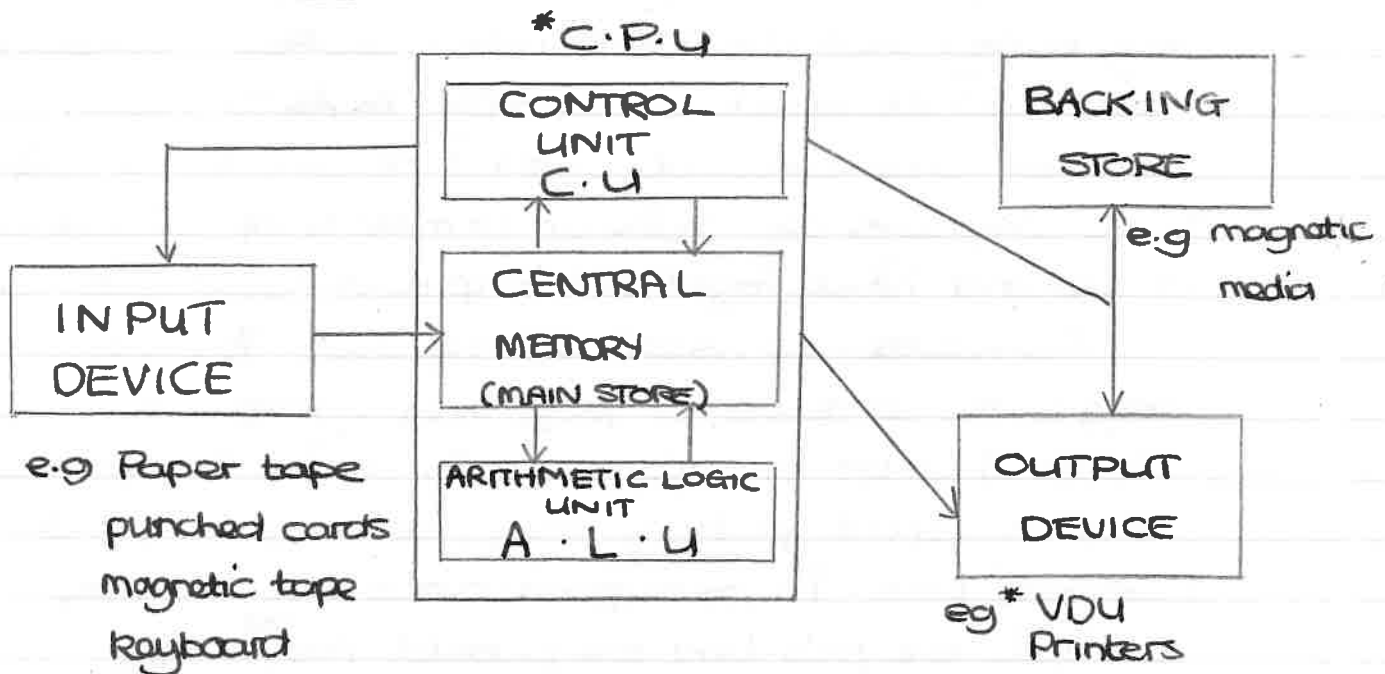 *C.P.U
CONTROL
UNIT
C.U
CENTRAL
MEMORY
(MAIN STORE)
ARITHMETIC LOGIC
UNIT
A.L.U
INPUT
DEVICE
e.g Paper tape
punched cards
magnetic tape
keyboard
BACKING
STORE
e.g magnetic
media
OUTPUT
DEVICE
eg* VDU
Printers